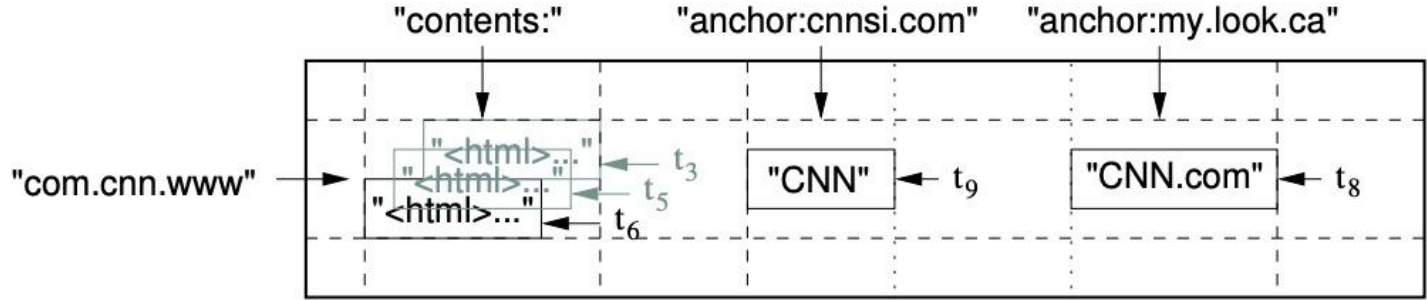 "contents:" "anchor:cnnsi.com" "anchor:my.look.ca"
"<html>..." t₃
"com.cnn.www" "<html>..." t₅ "CNN" t₉ "CNN.com" t₈
"<html>..." t₆